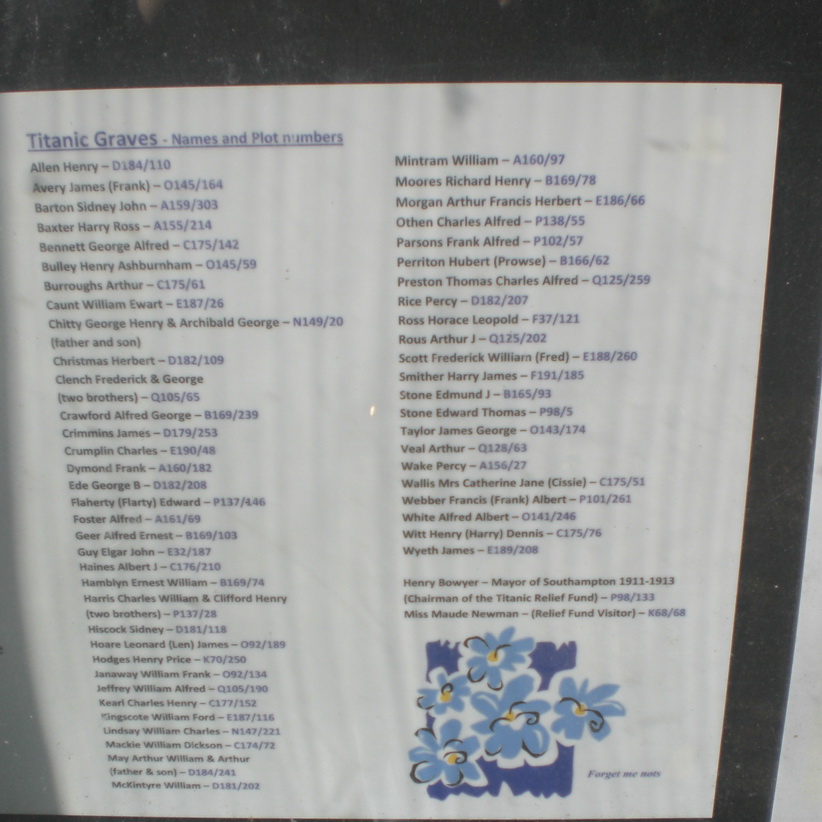 Titanic Graves - Names and Plot numbers
Allen Henry – D184/110
Avery James (Frank) – O145/164
Barton Sidney John – A159/303
Baxter Harry Ross – A155/214
Bennett George Alfred – C175/142
Bulley Henry Ashburnham – O145/59
Burroughs Arthur – C175/61
Caunt William Ewart – E187/26
Chitty George Henry & Archibald George – N149/20
(father and son)
Christmas Herbert – D182/109
Clench Frederick & George
(two brothers) – Q105/65
Crawford Alfred George – B169/239
Crimmins James – D179/253
Crumplin Charles – E190/48
Dymond Frank – A160/182
Ede George B – D182/208
Flaherty (Flarty) Edward – P137/446
Foster Alfred – A161/69
Geer Alfred Ernest – B169/103
Guy Elgar John – E32/187
Haines Albert J – C176/210
Hamblyn Ernest William – B169/74
Harris Charles William & Clifford Henry
(two brothers) – P137/28
Hiscock Sidney – D181/118
Hoare Leonard (Len) James – O92/189
Hodges Henry Price – K70/250
Janaway William Frank – O92/134
Jeffrey William Alfred – Q105/190
Kearl Charles Henry – C177/152
Kingscote William Ford – E187/116
Lindsay William Charles – N147/221
Mackie William Dickson – C174/72
May Arthur William & Arthur
(father & son) – D184/241
McKintyre William – D181/202
Mintram William – A160/97
Moores Richard Henry – B169/78
Morgan Arthur Francis Herbert – E186/66
Othen Charles Alfred – P138/55
Parsons Frank Alfred – P102/57
Perriton Hubert (Prowse) – B166/62
Preston Thomas Charles Alfred – Q125/259
Rice Percy – D182/207
Ross Horace Leopold – F37/121
Rous Arthur J – Q125/202
Scott Frederick William (Fred) – E188/260
Smither Harry James – F191/185
Stone Edmund J – B165/93
Stone Edward Thomas – P98/5
Taylor James George – O143/174
Veal Arthur – Q128/63
Wake Percy – A156/27
Wallis Mrs Catherine Jane (Cissie) – C175/51
Webber Francis (Frank) Albert – P101/261
White Alfred Albert – O141/246
Witt Henry (Harry) Dennis – C175/76
Wyeth James – E189/208
Henry Bowyer – Mayor of Southampton 1911-1913
(Chairman of the Titanic Relief Fund) – P98/133
Miss Maude Newman – (Relief Fund Visitor) – K68/68
Forget me nots